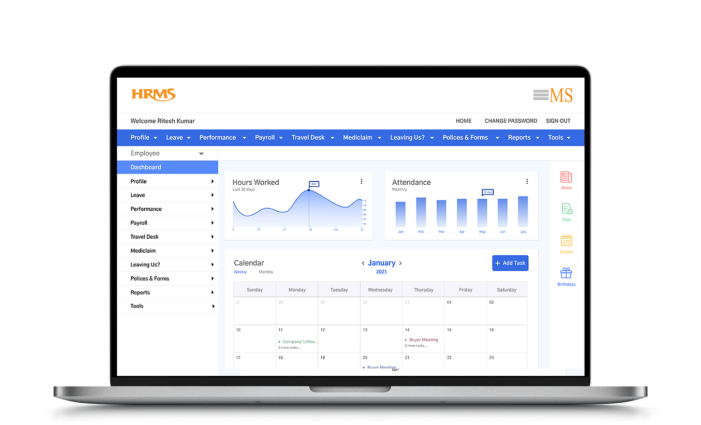 HRMS
MS
Welcome Ritesh Kumar
HOME CHANGE PASSWORD SIGN OUT
Profile Leave Performance Payroll Travel Desk Mediclaim Leaving Us? Polices & Forms Reports Tools
Employee
Dashboard
Profile
Leave
Performance
Payroll
Travel Desk
Mediclaim
Leaving Us?
Polices & Forms
Reports
Tools
Hours Worked
Last 30 days
Attendance
Monthly
Jan Feb Mar Apr May Jun July
News
Task
Events
Birthdays
Calendar
Weekly Monthly
January
2021
+ Add Task
Sunday Monday Tuesday Wednesday Thursday Friday Saturday
27 28 29 30 31 01 02
10 11 12 13 14 15 16
Company's Mee...
Buyer Meeting
17 18 19 20 21 22 23
Buyer Meeting